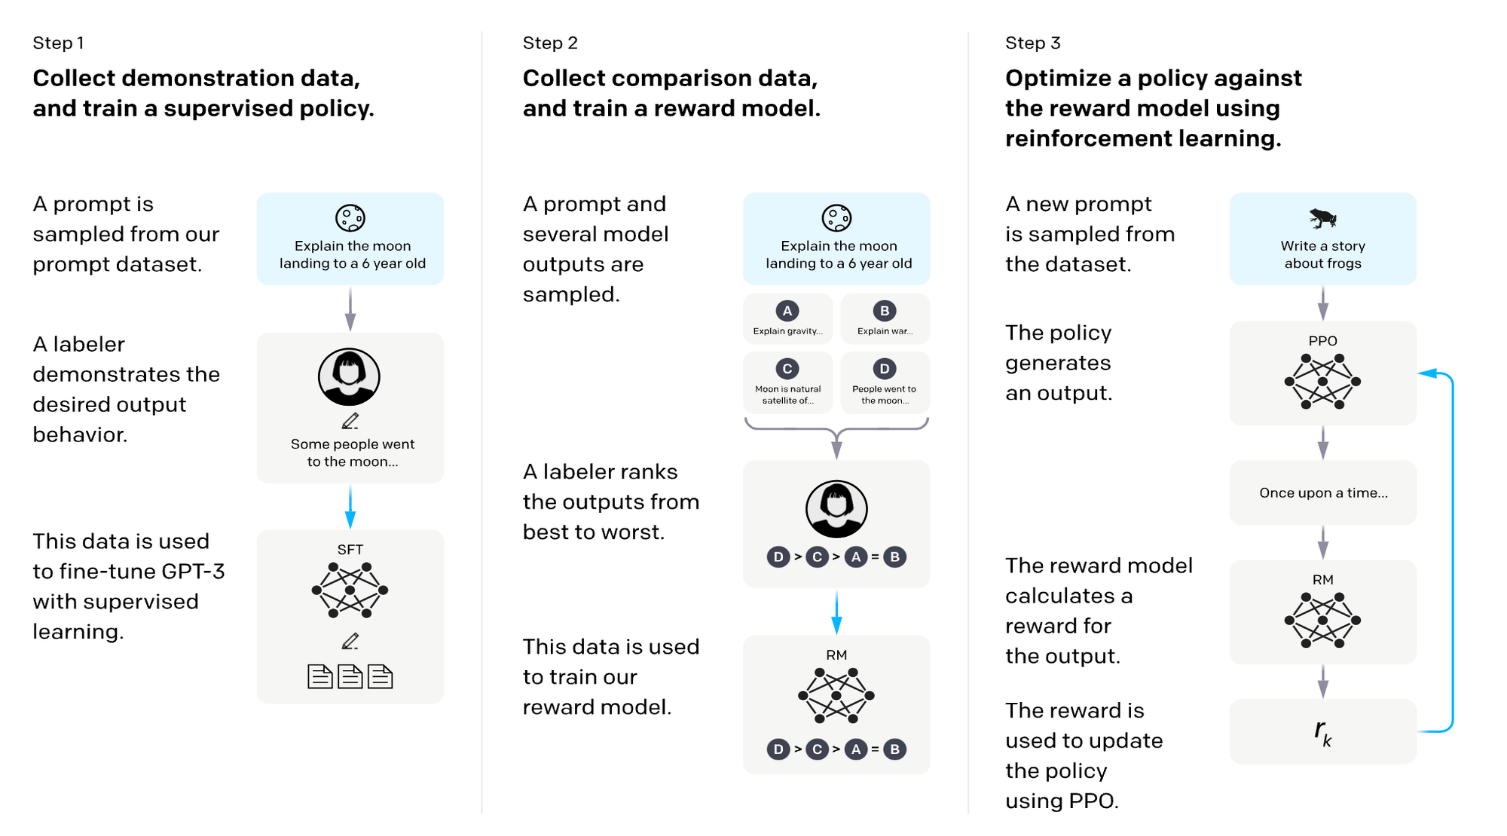 Step 1
Collect demonstration data,
and train a supervised policy.
A prompt is
sampled from our
prompt dataset.
Explain the moon
landing to a 6 year old
A labeler
demonstrates the
desired output
behavior.
Some people went
to the moon...
This data is used
to fine-tune GPT-3
with supervised
learning.
SFT
Step 2
Collect comparison data,
and train a reward model.
A prompt and
several model
outputs are
sampled.
Explain the moon
landing to a 6 year old
A
Explain gravity...
B
Explain war...
C
Moon is natural
satellite of...
D
People went to
the moon...
A labeler ranks
the outputs from
best to worst.
D > C > A = B
This data is used
to train our
reward model.
RM
D > C > A = B
Step 3
Optimize a policy against
the reward model using
reinforcement learning.
A new prompt
is sampled from
the dataset.
Write a story
about frogs
The policy
generates
an output.
PPO
Once upon a time...
The reward model
calculates a
reward for
the output.
RM
The reward is
used to update
the policy
using PPO.
r_k